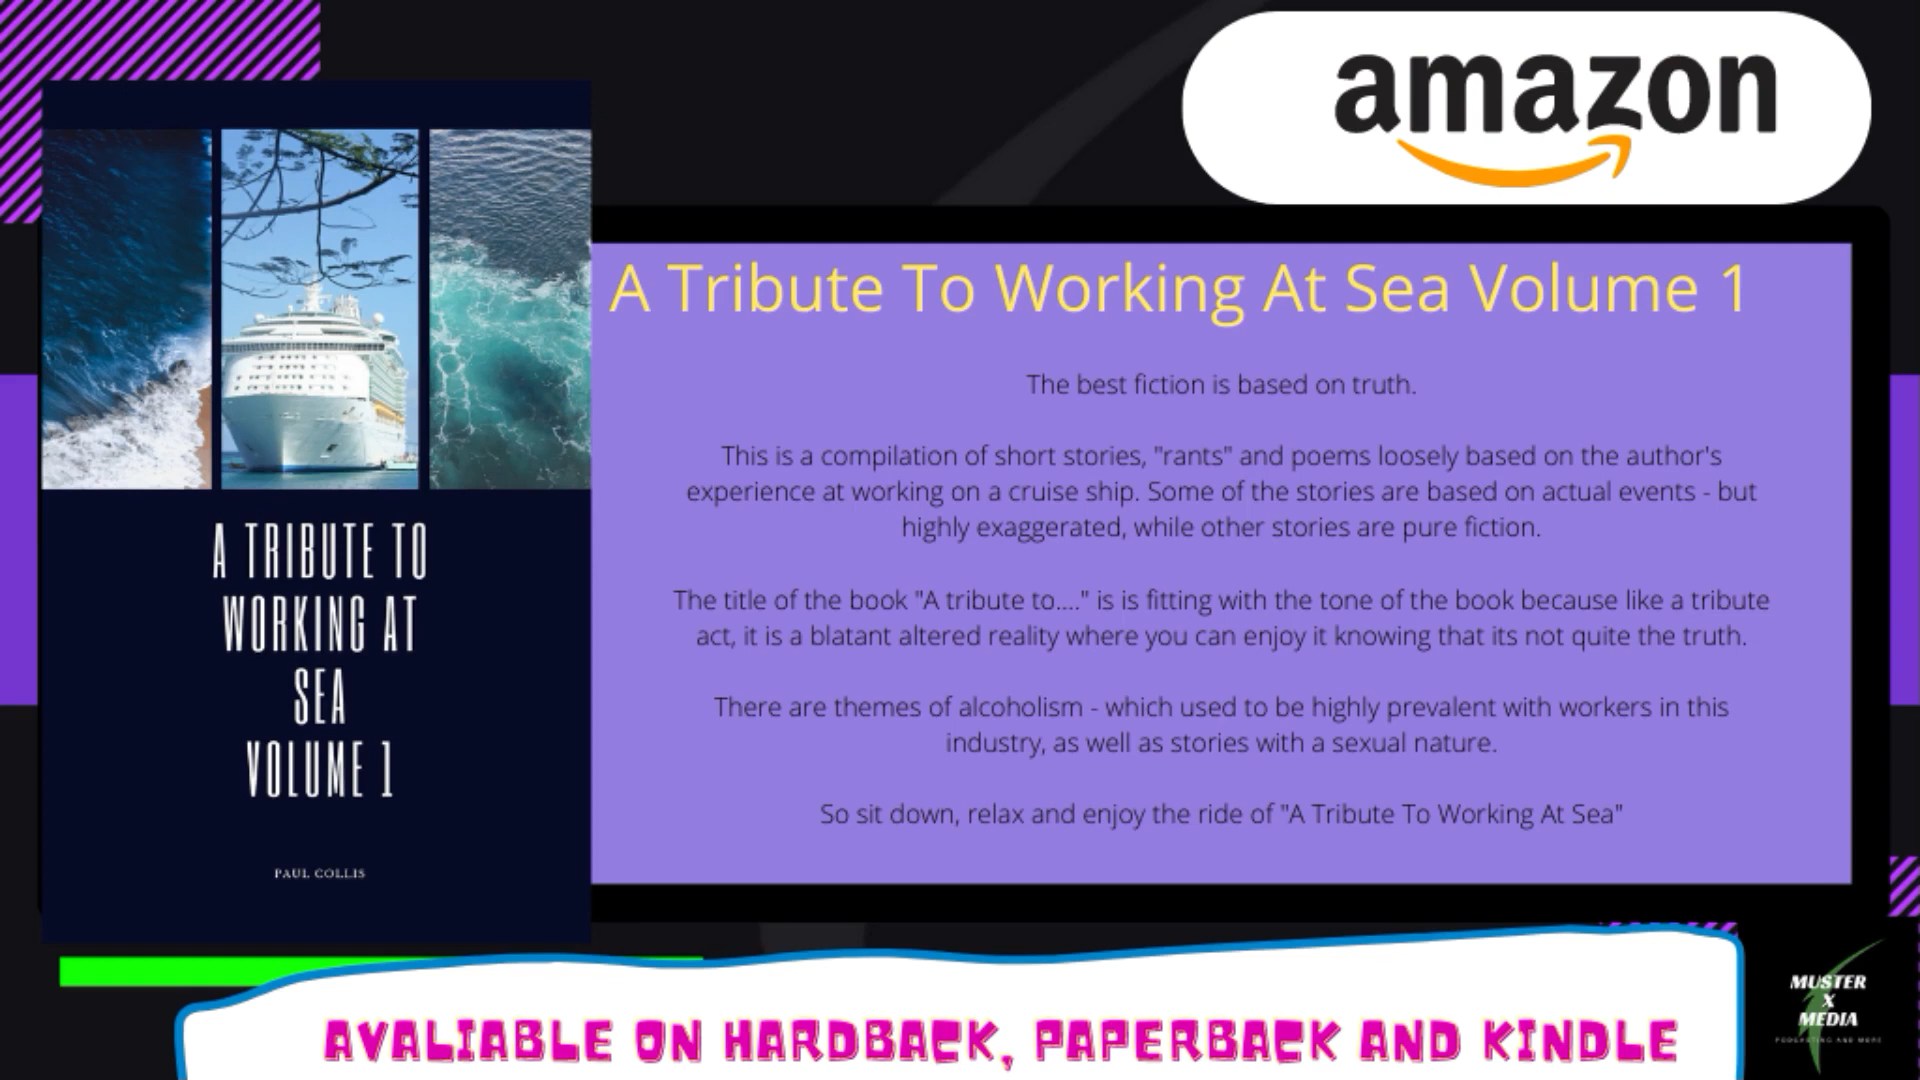 amazon
A TRIBUTE TO
WORKING AT
SEA
VOLUME 1
PAUL COLLIS
A Tribute To Working At Sea Volume 1
The best fiction is based on truth.
This is a compilation of short stories, "rants" and poems loosely based on the author's
experience at working on a cruise ship. Some of the stories are based on actual events - but
highly exaggerated, while other stories are pure fiction.
The title of the book "A tribute to...." is is fitting with the tone of the book because like a tribute
act, it is a blatant altered reality where you can enjoy it knowing that its not quite the truth.
There are themes of alcoholism - which used to be highly prevalent with workers in this
industry, as well as stories with a sexual nature.
So sit down, relax and enjoy the ride of "A Tribute To Working At Sea"
AVALIABLE ON HARDBACK, PAPERBACK AND KINDLE
MUSTER
X
MEDIA
PODCASTING AND MORE